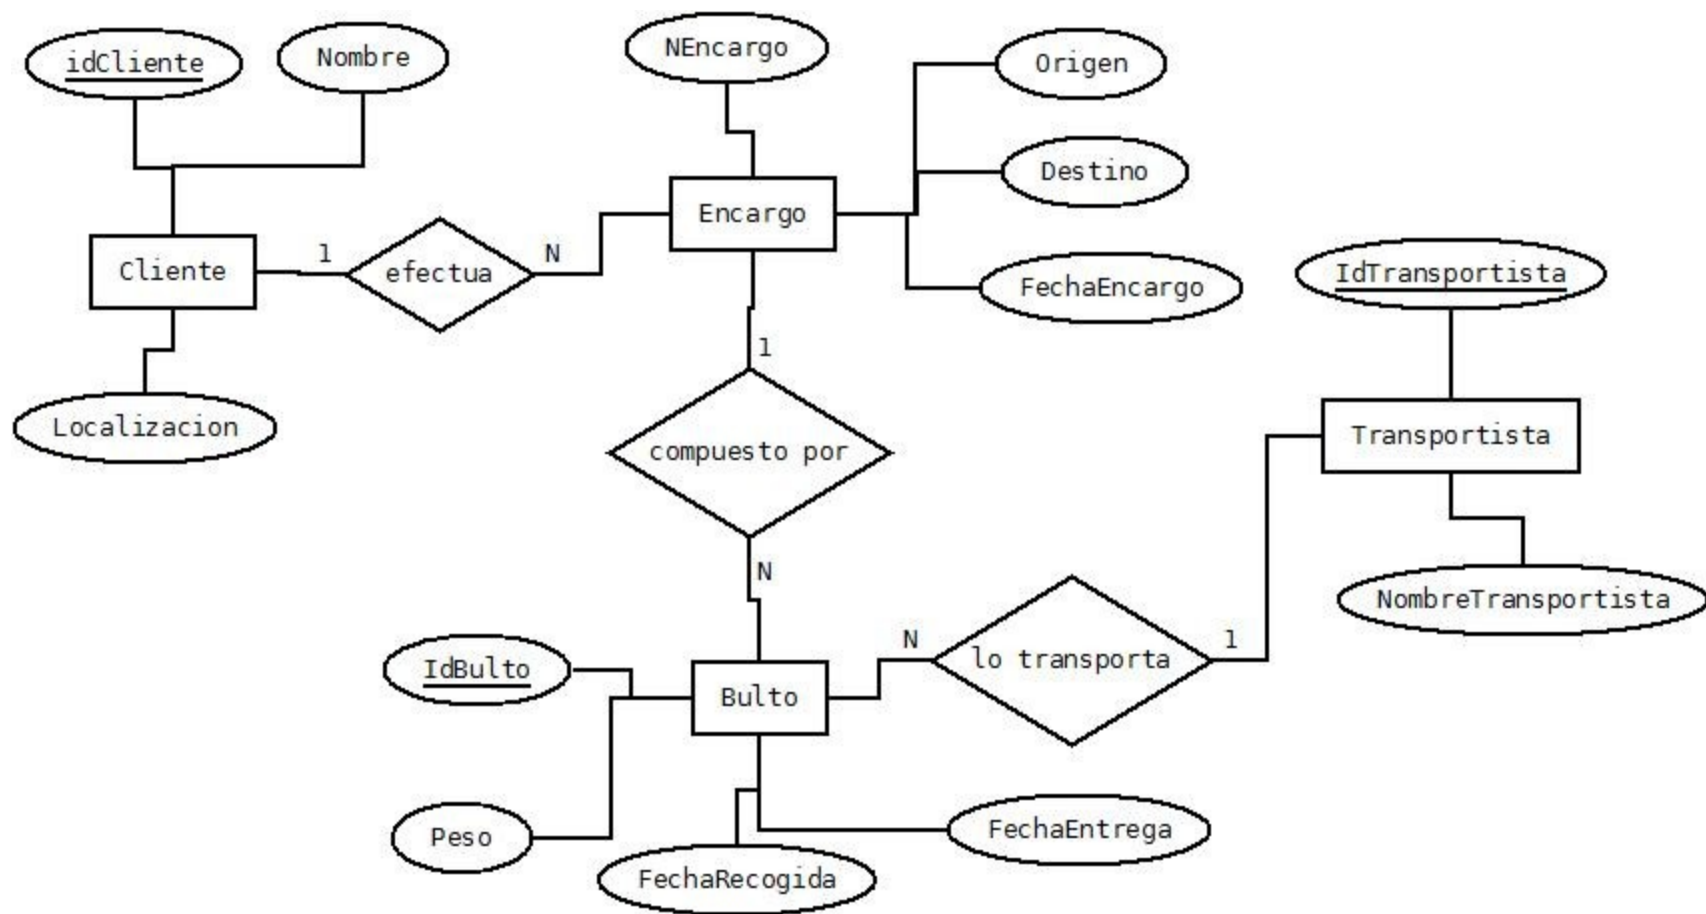 idCliente
Nombre
NEncargo
Origen
Destino
Encargo
FechaEncargo
Cliente
1
efectua
N
IdTransportista
Localizacion
1
compuesto por
Transportista
N
NombreTransportista
IdBulto
Bulto
N
lo transporta
1
Peso
FechaRecogida
FechaEntrega